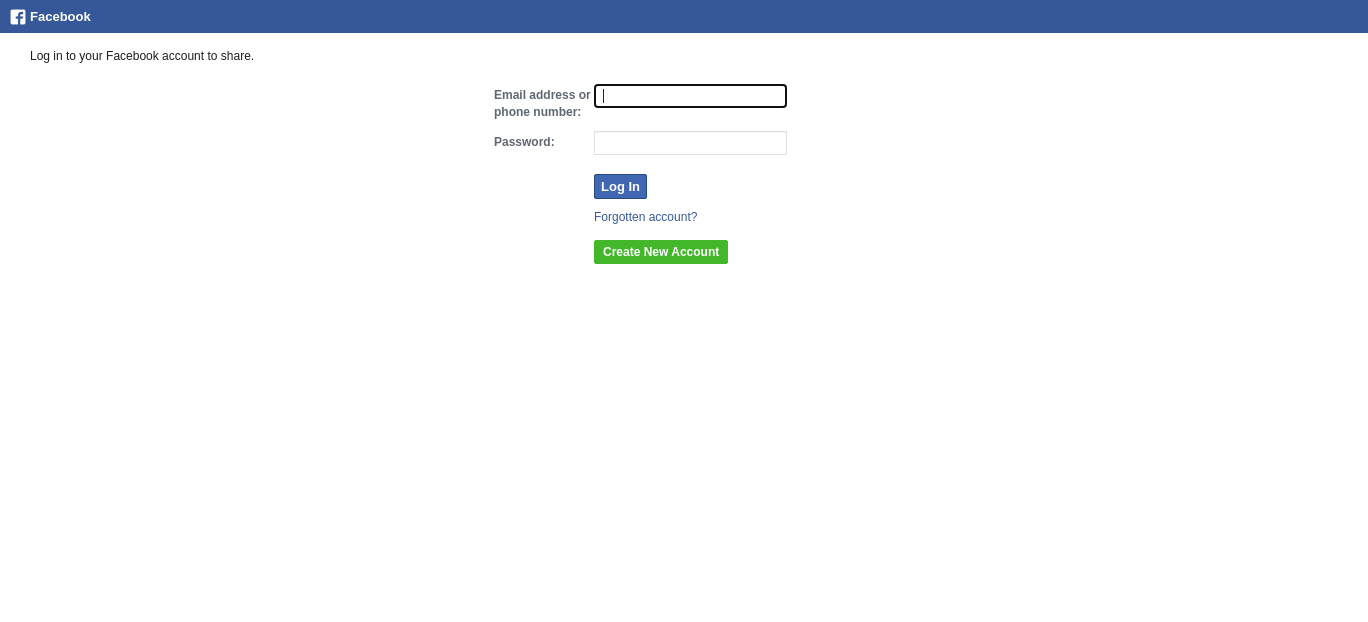 Facebook
Log in to your Facebook account to share.
Email address or
phone number:
Password:
Log In
Forgotten account?
Create New Account